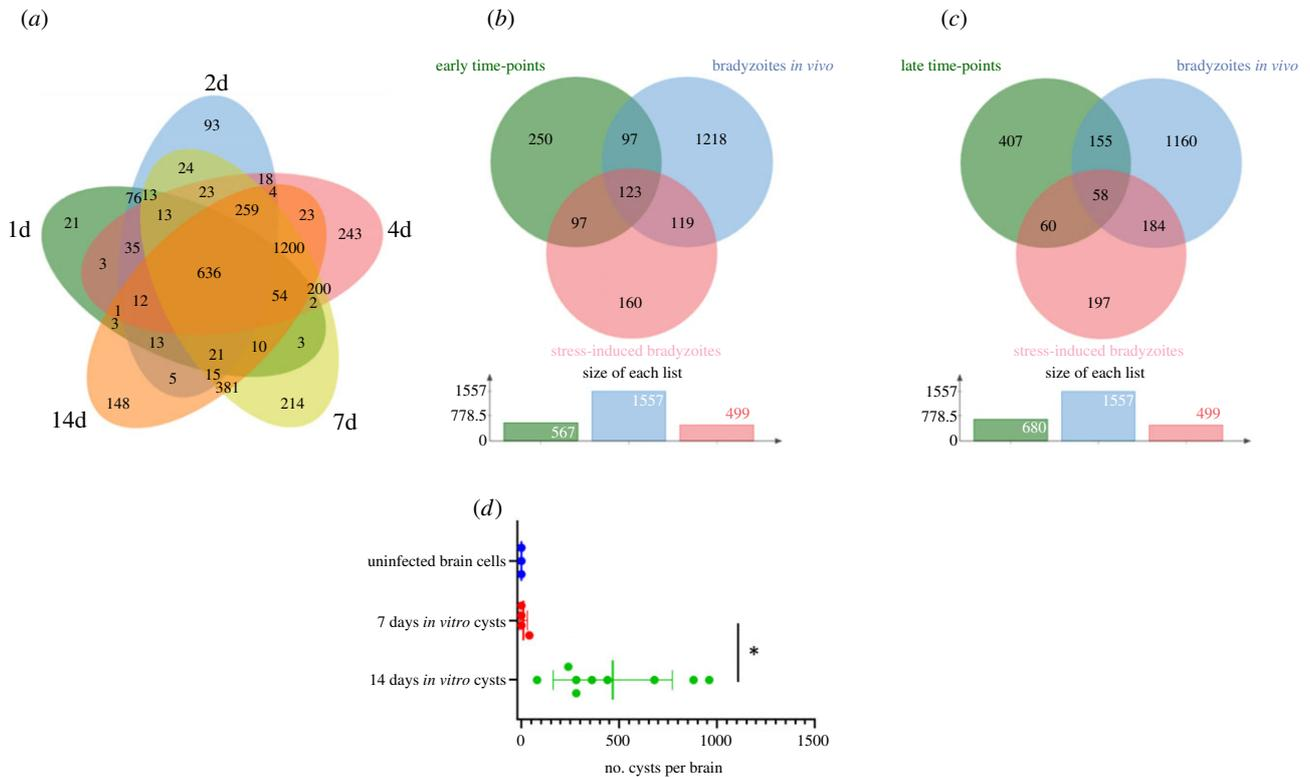 (a)
2d
93
24
18
76
13
23
4
13
259
23
1d
21
243
4d
35
1200
3
636
200
12
54
2
1
3
13
10
3
21
5
15
381
148
214
14d
7d
(b)
early time-points
bradyzoites in vivo
250
97
1218
123
97
119
160
stress-induced bradyzoites
size of each list
1557
778.5
0
567
1557
499
(c)
late time-points
bradyzoites in vivo
407
155
1160
58
60
184
197
stress-induced bradyzoites
size of each list
1557
778.5
0
680
1557
499
(d)
uninfected brain cells
7 days in vitro cysts
14 days in vitro cysts
*
0 500 1000 1500
no. cysts per brain